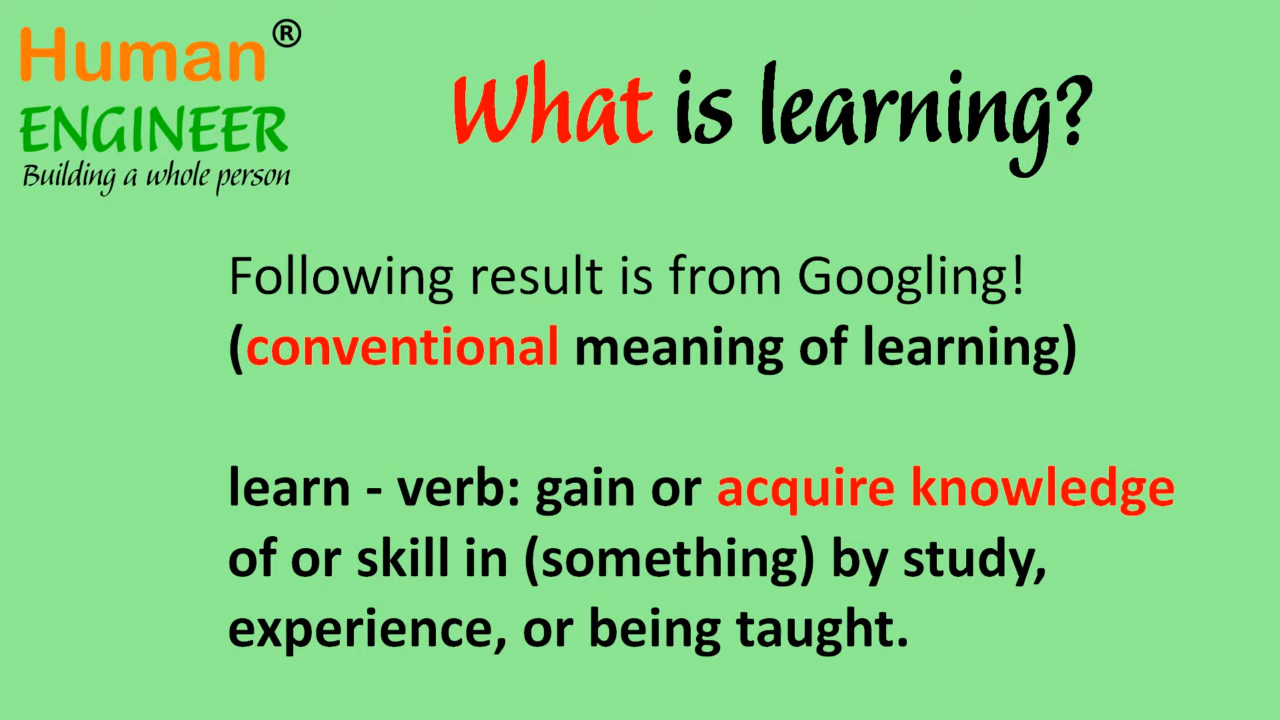 Human®
ENGINEER
Building a whole person
What is learning?
Following result is from Googling!
(conventional meaning of learning)
learn - verb: gain or acquire knowledge
of or skill in (something) by study,
experience, or being taught.